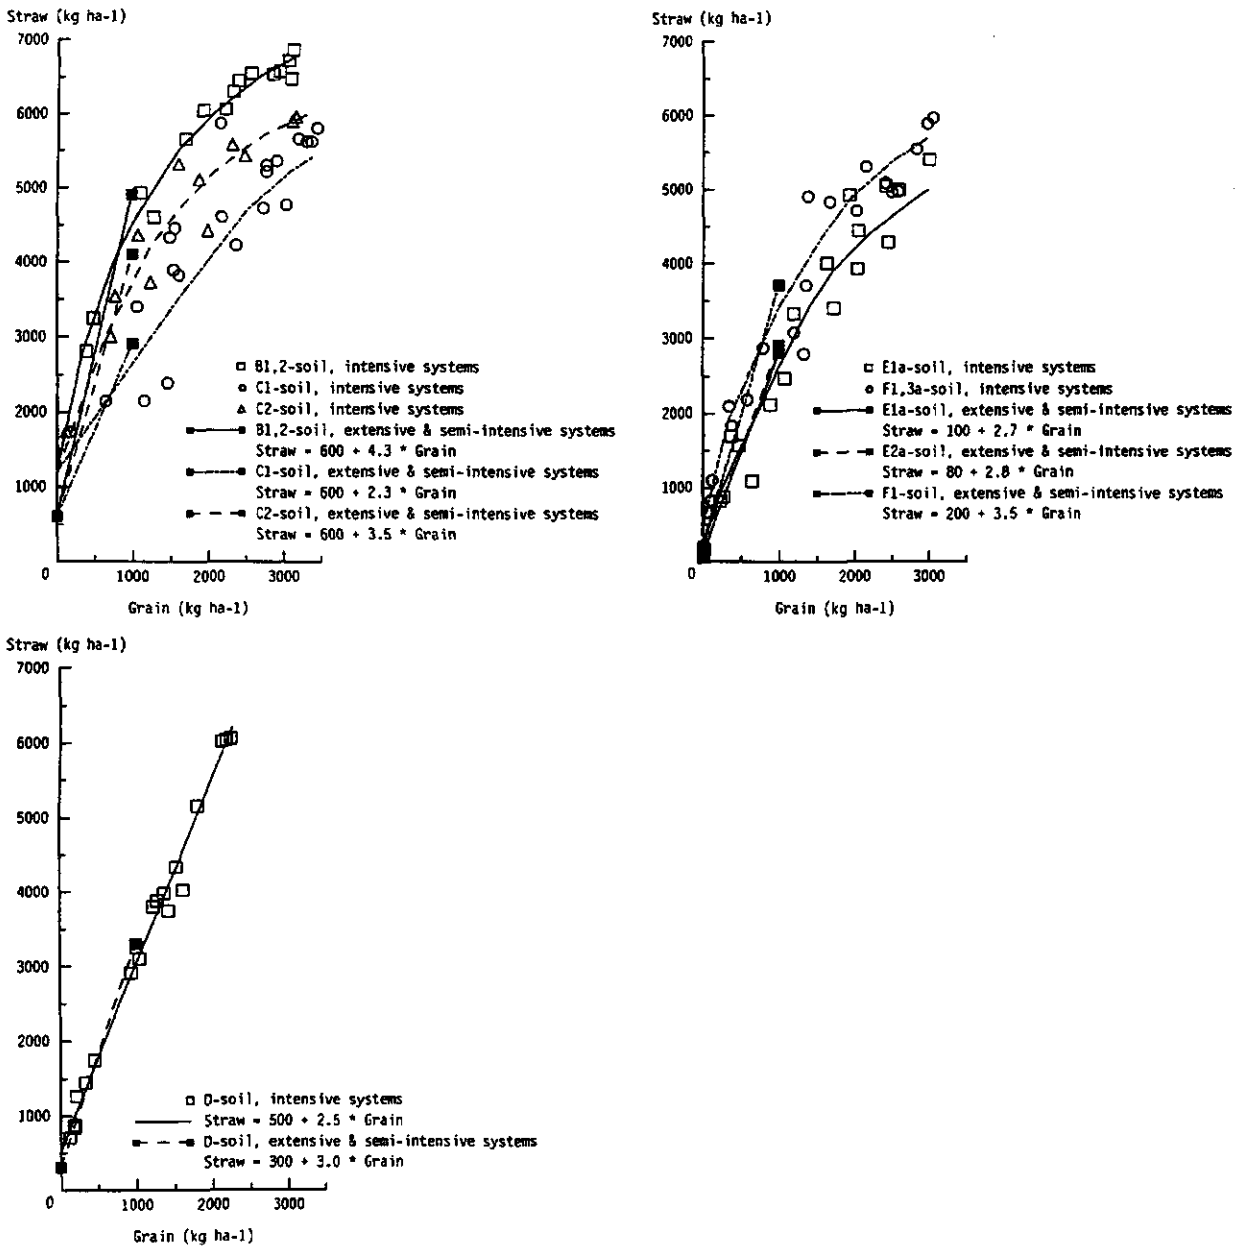 Straw (kg ha-1)
7000
6000
5000
4000
3000
2000
1000
0
1000
2000
3000
Grain (kg ha-1)
B1,2-soil, intensive systems
C1-soil, intensive systems
C2-soil, intensive systems
B1,2-soil, extensive & semi-intensive systems
Straw = 600 + 4.3 * Grain
C1-soil, extensive & semi-intensive systems
Straw = 600 + 2.3 * Grain
C2-soil, extensive & semi-intensive systems
Straw = 600 + 3.5 * Grain
Straw (kg ha-1)
7000
6000
5000
4000
3000
2000
1000
0
1000
2000
3000
Grain (kg ha-1)
E1a-soil, intensive systems
F1,3a-soil, intensive systems
E1a-soil, extensive & semi-intensive systems
Straw = 100 + 2.7 * Grain
E2a-soil, extensive & semi-intensive systems
Straw = 80 + 2.8 * Grain
F1-soil, extensive & semi-intensive systems
Straw = 200 + 3.5 * Grain
Straw (kg ha-1)
7000
6000
5000
4000
3000
2000
1000
0
1000
2000
3000
Grain (kg ha-1)
D-soil, intensive systems
Straw = 500 + 2.5 * Grain
D-soil, extensive & semi-intensive systems
Straw = 300 + 3.0 * Grain